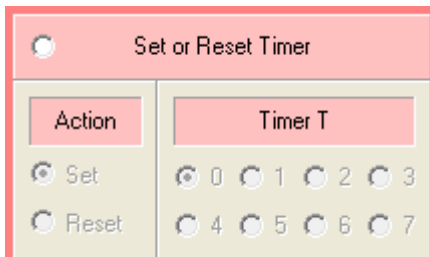 Set or Reset Timer
Action
Timer T
Set
0 1 2 3
Reset
4 5 6 7